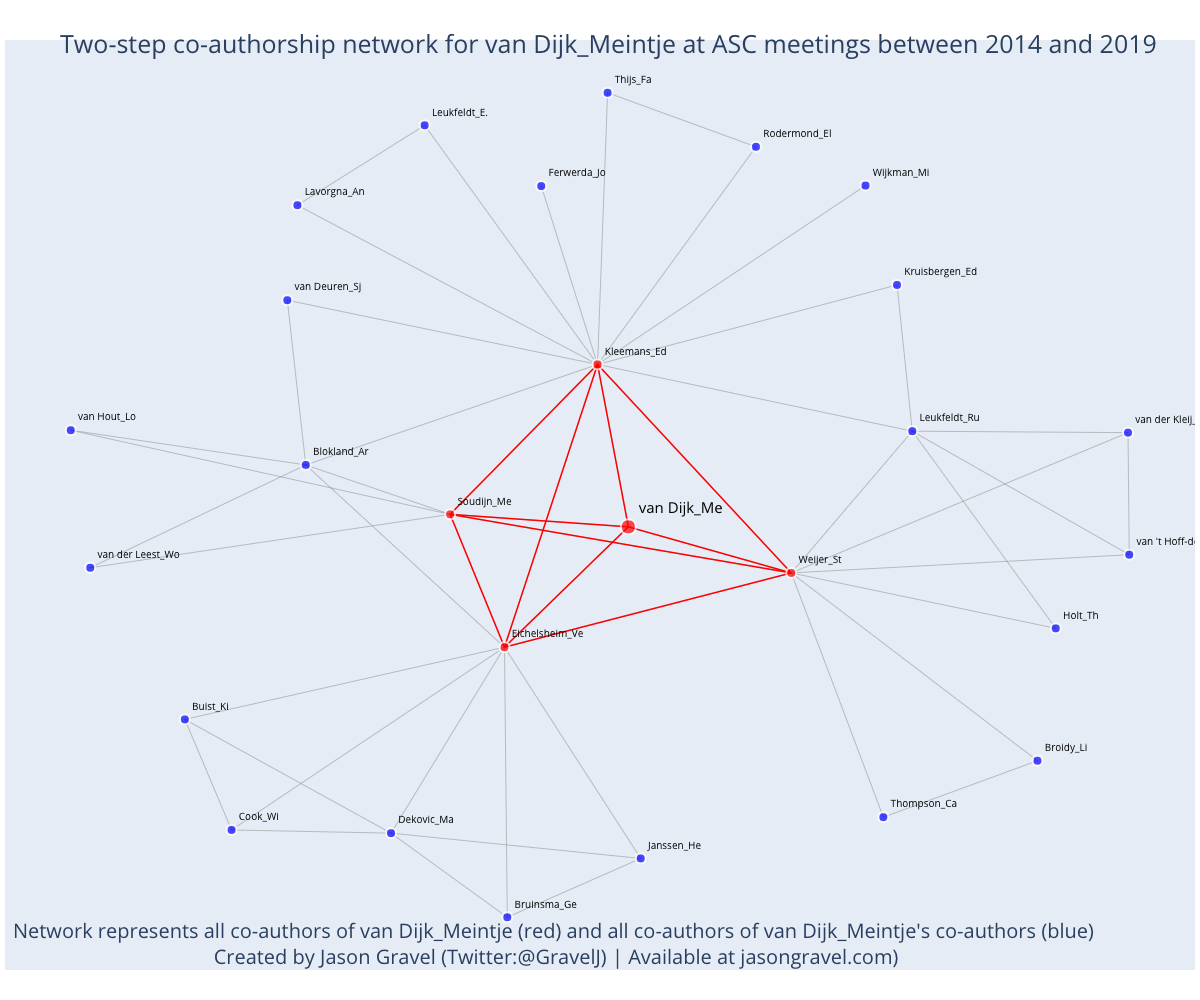 Two-step co-authorship network for van Dijk_Meintje at ASC meetings between 2014 and 2019
Thijs_Fa
Leukfeldt_E.
Rodermond_El
Ferwerda_Jo
Wijkman_Mi
Lavorgna_An
Kruisbergen_Ed
van Deuren_Sj
Kleemans_Ed
van Hout_Lo
Leukfeldt_Ru
van der Kleij_
Blokland_Ar
Soudijn_Me
van Dijk_Me
van 't Hoff-de
van der Leest_Wo
Weijer_St
Holt_Th
Eichelsheim_Ve
Buist_Ki
Broidy_Li
Thompson_Ca
Cook_Wi
Dekovic_Ma
Janssen_He
Bruinsma_Ge
Network represents all co-authors of van Dijk_Meintje (red) and all co-authors of van Dijk_Meintje's co-authors (blue)
Created by Jason Gravel (Twitter:@GravelJ) | Available at jasongravel.com)